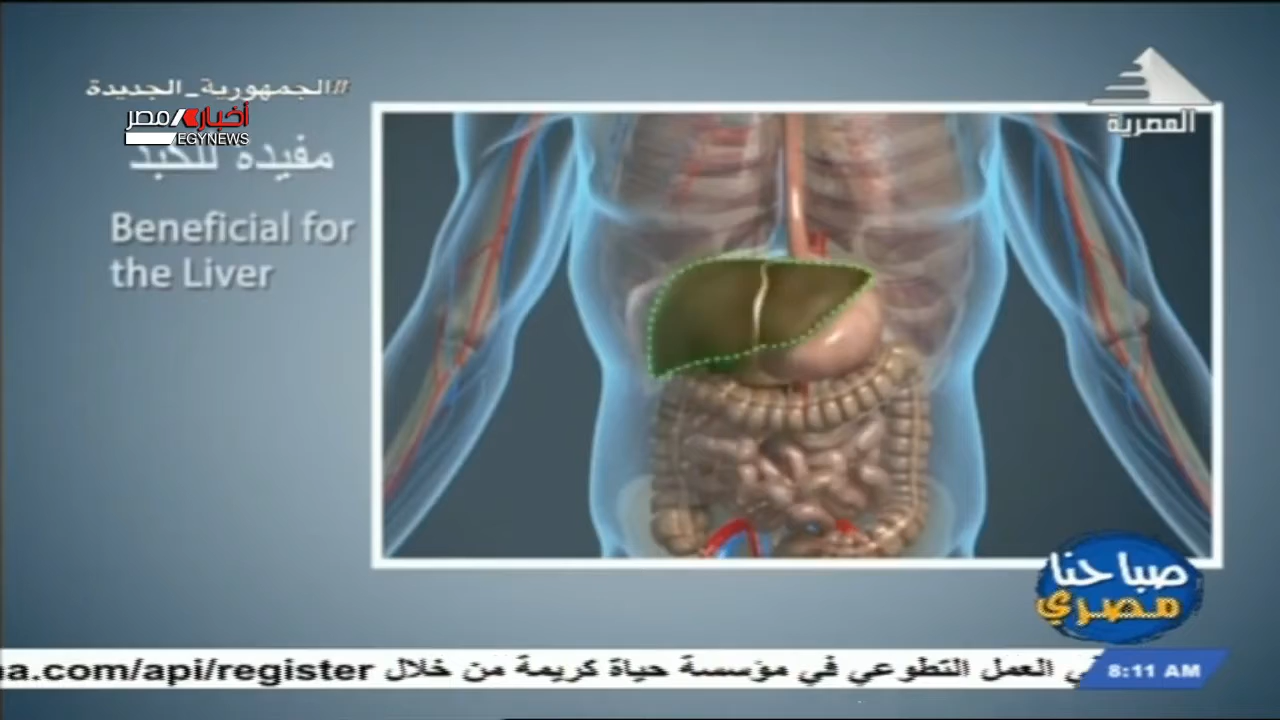 #الجمهورية_الجديدة
المصرية
أخبار مصر
EGYNEWS
مفيده للكبد
Beneficial for
the Liver
صباحنا
مصري
العمل التطوعي في مؤسسة حياة كريمة من خلال a.com/api/register
8:11 AM